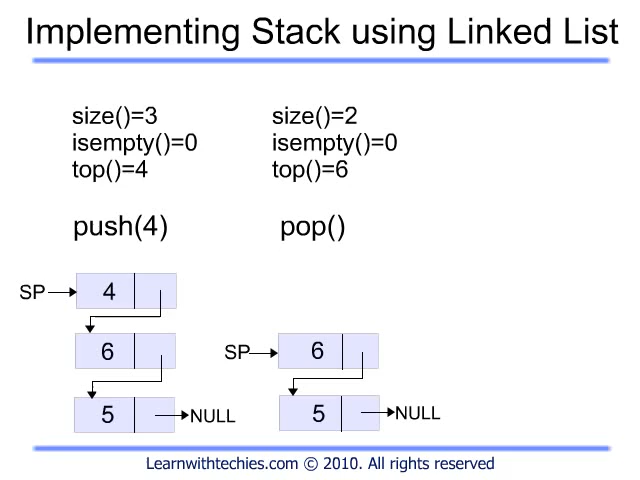 Implementing Stack using Linked List
size()=3
isempty()=0
top()=4
push(4)
size()=2
isempty()=0
top()=6
pop()
SP
4
6
5
NULL
SP
6
5
NULL
Learnwithtechies.com © 2010. All rights reserved